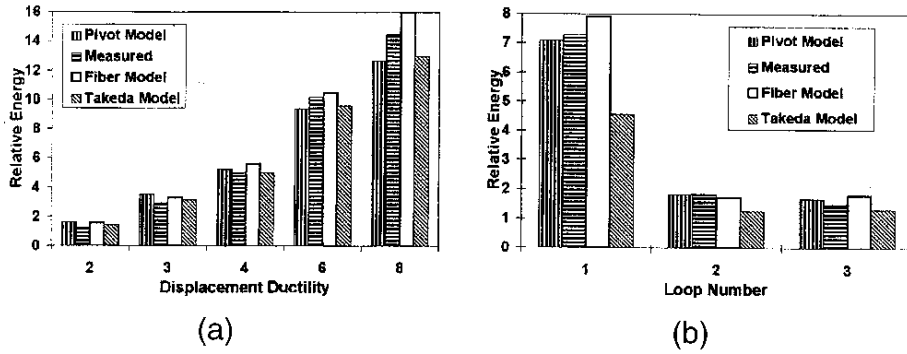 16
14
12
10
8
6
4
2
0
Relative Energy
Pivot Model
Measured
Fiber Model
Takeda Model
2 3 4 6 8
Displacement Ductility
(a)
8
7
6
5
4
3
2
1
0
Relative Energy
Pivot Model
Measured
Fiber Model
Takeda Model
1 2 3
Loop Number
(b)